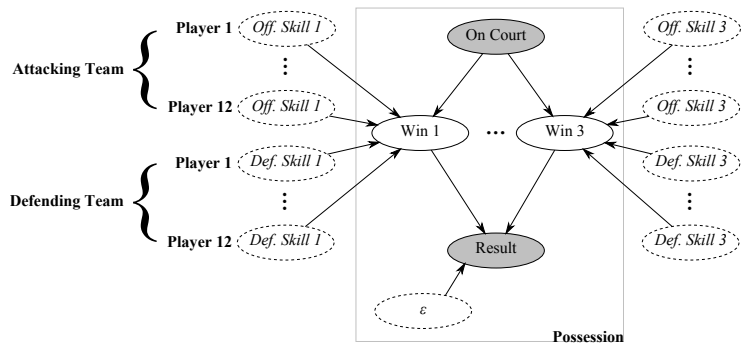 Player 1
Off. Skill 1
On Court
Off. Skill 3
Attacking Team
Player 12
Off. Skill 1
Off. Skill 3
Win 1
...
Win 3
Player 1
Def. Skill 1
Def. Skill 3
Defending Team
Player 12
Def. Skill 1
Result
Def. Skill 3
ε
Possession